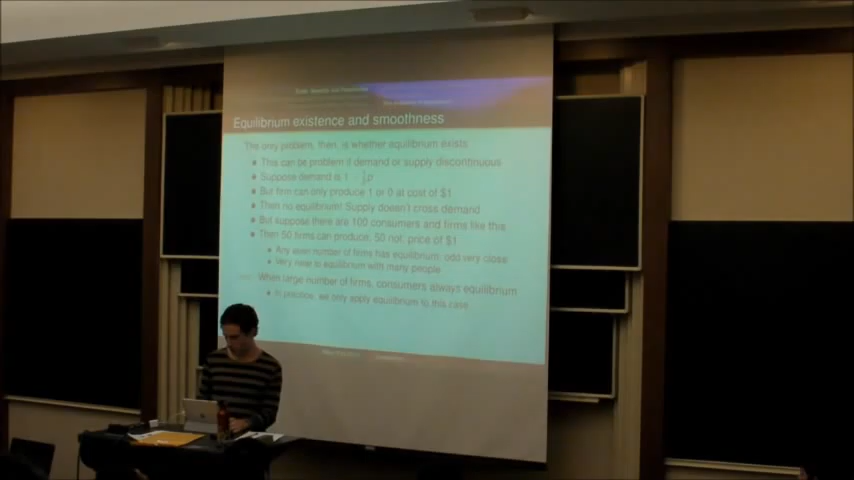 Equilibrium existence and smoothness
The only problem, then, is whether equilibrium exists
This can be problem if demand or supply discontinuous
Suppose demand is 1 - ½p
But firm can only produce 1 or 0 at cost of $1
Then no equilibrium! Supply doesn't cross demand
But suppose there are 100 consumers and firms like this
Then 50 firms can produce, 50 not: price of $1
Any even number of firms has equilibrium: odd very close
Very near to equilibrium with many people
When large number of firms, consumers always equilibrium
In practice, we only apply equilibrium to this case